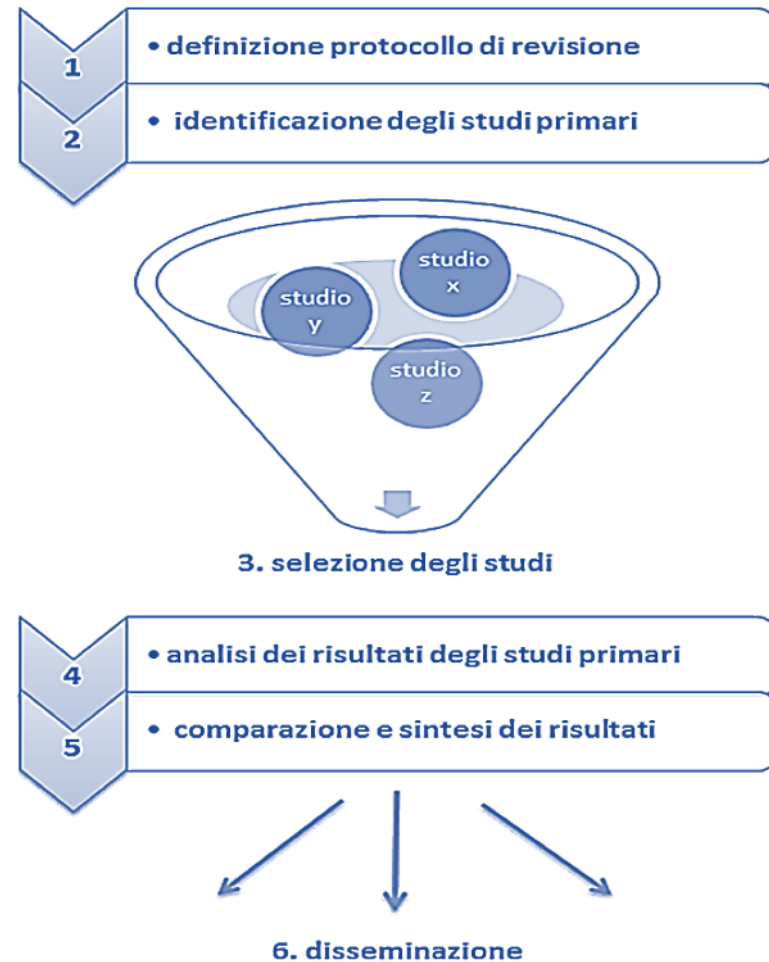 1
• definizione protocollo di revisione
2
• identificazione degli studi primari
studio
x
studio
y
studio
z
3. selezione degli studi
4
• analisi dei risultati degli studi primari
5
• comparazione e sintesi dei risultati
6. disseminazione